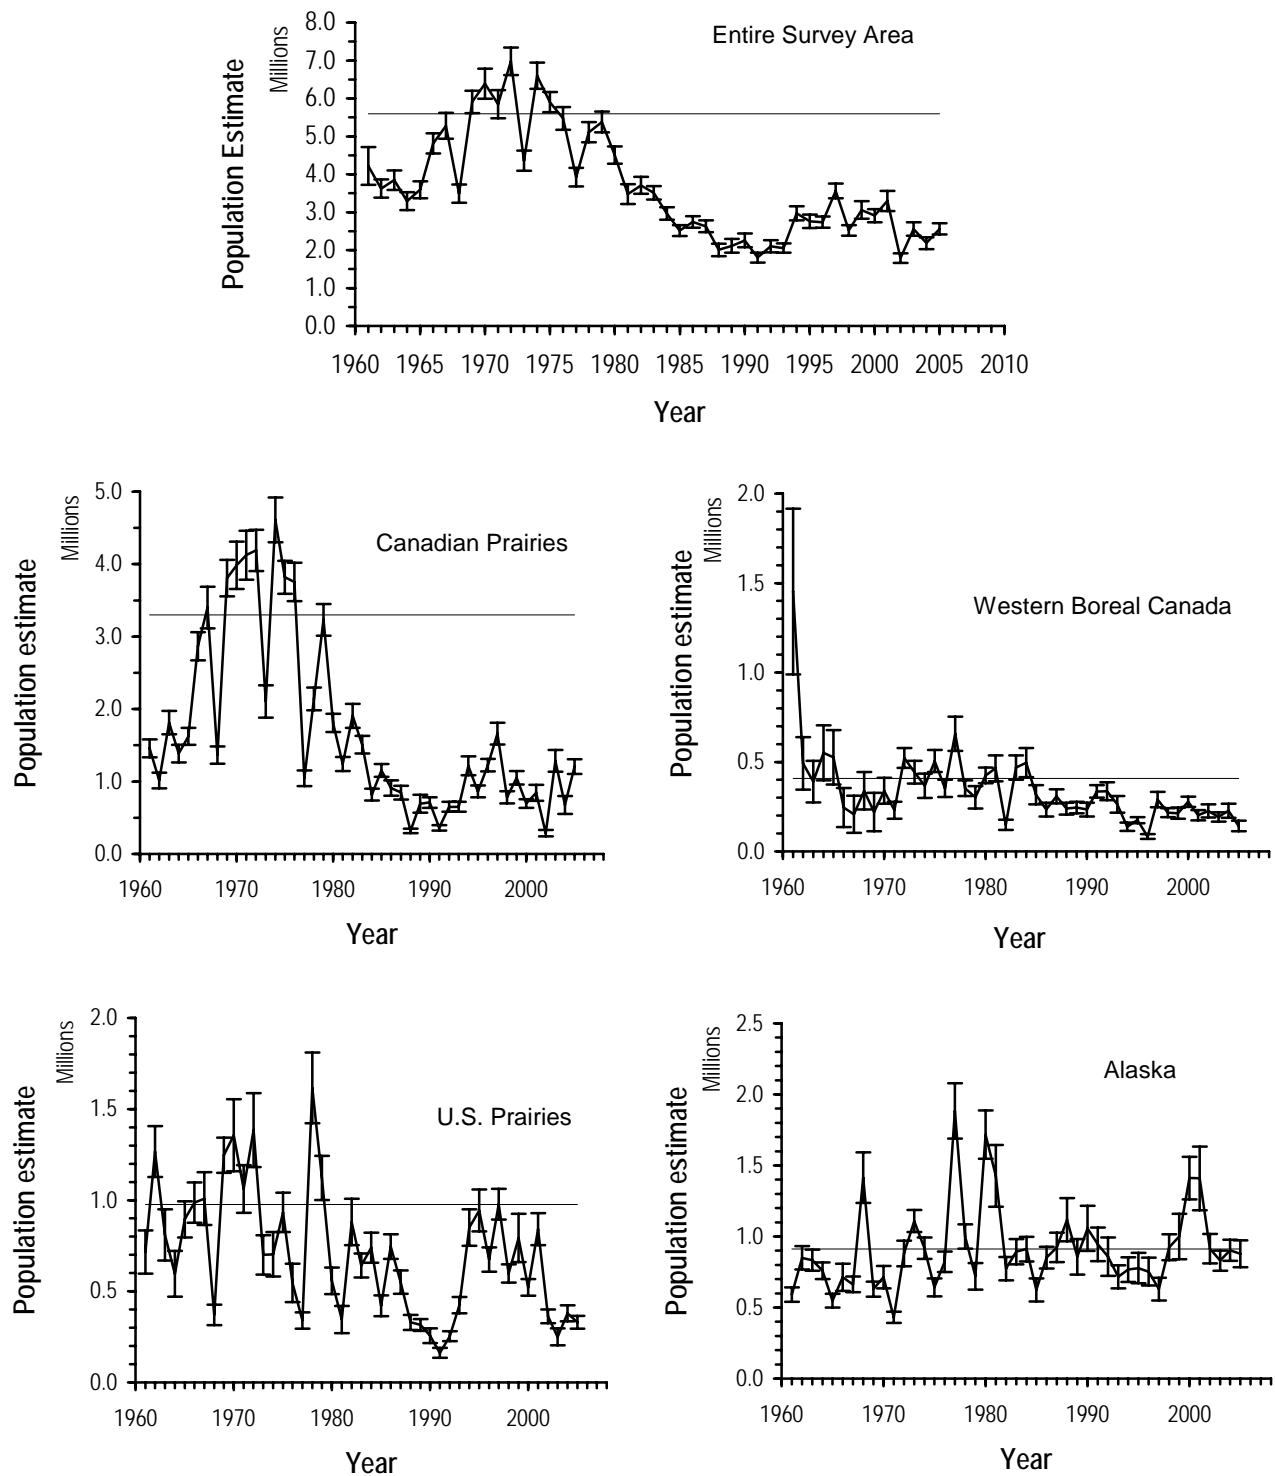 Entire Survey Area
Population Estimate
Millions
8.0
7.0
6.0
5.0
4.0
3.0
2.0
1.0
0.0
1960 1965 1970 1975 1980 1985 1990 1995 2000 2005 2010
Year
Canadian Prairies
Population estimate
Millions
5.0
4.0
3.0
2.0
1.0
0.0
1960 1970 1980 1990 2000
Year
Western Boreal Canada
Population estimate
Millions
2.0
1.5
1.0
0.5
0.0
1960 1970 1980 1990 2000
Year
U.S. Prairies
Population estimate
Millions
2.0
1.5
1.0
0.5
0.0
1960 1970 1980 1990 2000
Year
Alaska
Population estimate
Millions
2.5
2.0
1.5
1.0
0.5
0.0
1960 1970 1980 1990 2000
Year